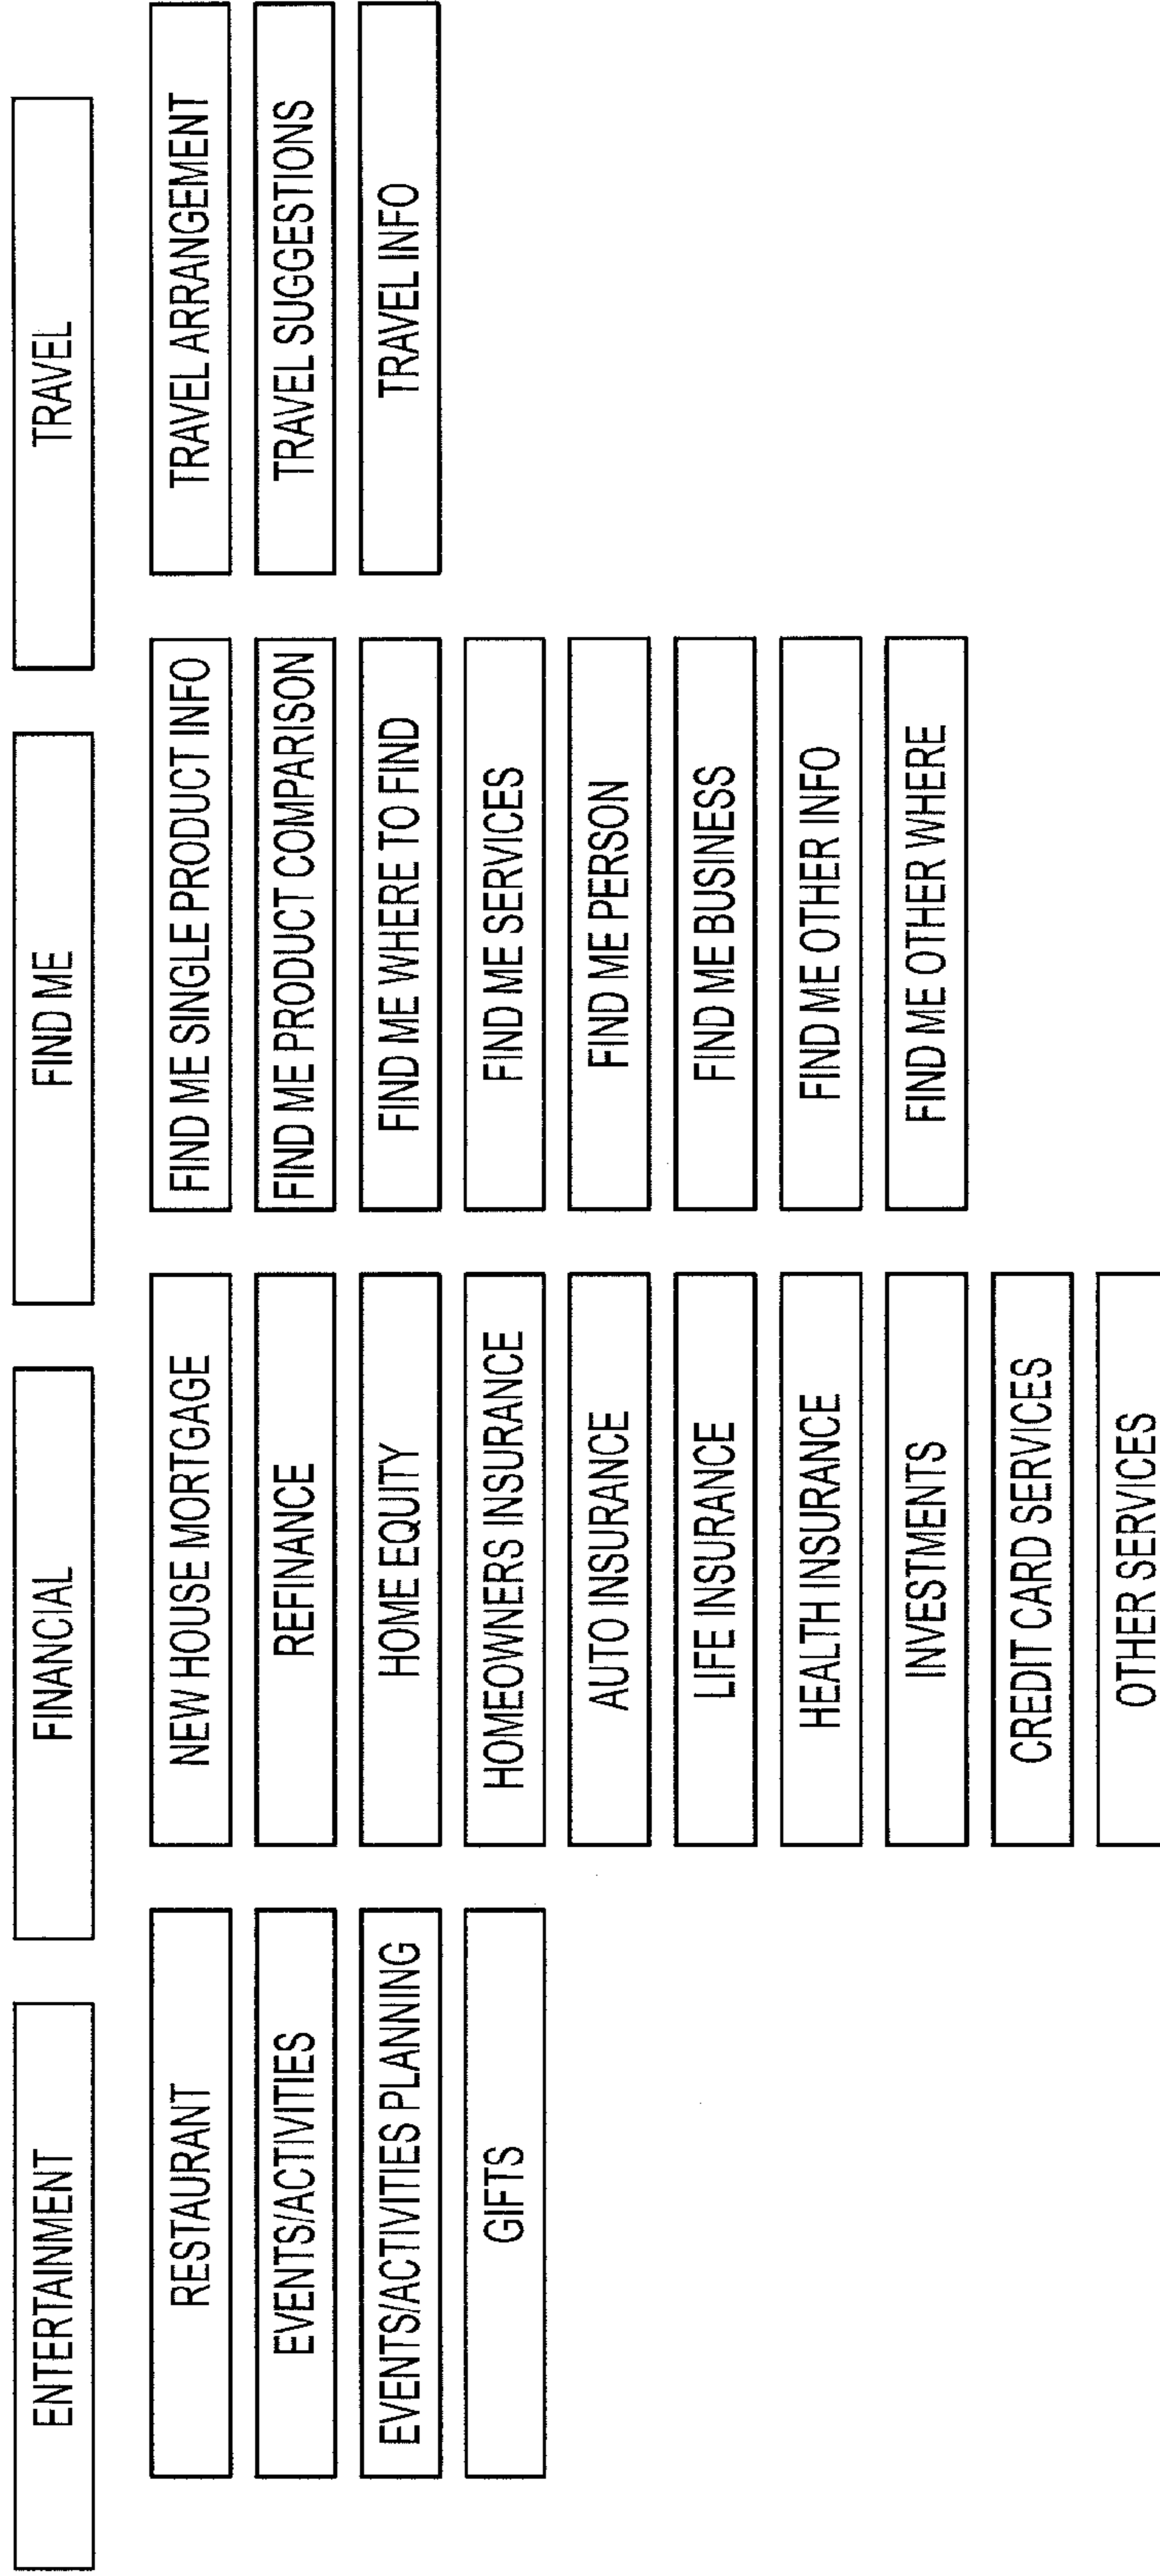 ENTERTAINMENT
RESTAURANT
EVENTS/ACTIVITIES
EVENTS/ACTIVITIES PLANNING
GIFTS
FINANCIAL
NEW HOUSE MORTGAGE
REFINANCE
HOME EQUITY
HOMEOWNERS INSURANCE
AUTO INSURANCE
LIFE INSURANCE
HEALTH INSURANCE
INVESTMENTS
CREDIT CARD SERVICES
OTHER SERVICES
FIND ME
FIND ME SINGLE PRODUCT INFO
FIND ME PRODUCT COMPARISON
FIND ME WHERE TO FIND
FIND ME SERVICES
FIND ME PERSON
FIND ME BUSINESS
FIND ME OTHER INFO
FIND ME OTHER WHERE
TRAVEL
TRAVEL ARRANGEMENT
TRAVEL SUGGESTIONS
TRAVEL INFO